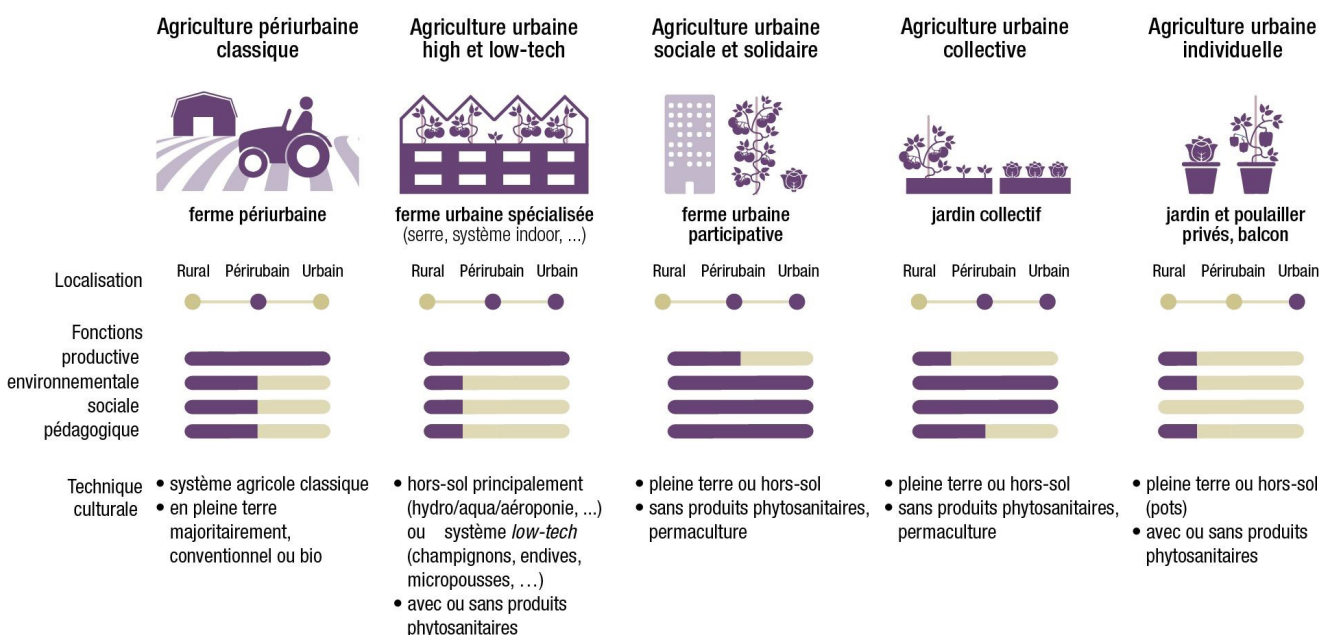 Agriculture périurbaine
classique
Agriculture urbaine
high et low-tech
Agriculture urbaine
sociale et solidaire
Agriculture urbaine
collective
Agriculture urbaine
individuelle
ferme périurbaine
ferme urbaine spécialisée
(serre, système indoor, ...)
ferme urbaine
participative
jardin collectif
jardin et poulailler
privés, balcon
Localisation
Rural Périrubain Urbain
Rural Périrubain Urbain
Rural Périrubain Urbain
Rural Périrubain Urbain
Rural Périrubain Urbain
Fonctions
productive
environnementale
sociale
pédagogique
Technique
culturale
• système agricole classique
• en pleine terre
majoritairement,
conventionnel ou bio
• hors-sol principalement
(hydro/aqua/aéroponie, ...)
ou système low-tech
(champignons, endives,
micropousses, ...)
• avec ou sans produits
phytosanitaires
• pleine terre ou hors-sol
• sans produits phytosanitaires,
permaculture
• pleine terre ou hors-sol
• sans produits phytosanitaires,
permaculture
• pleine terre ou hors-sol
(pots)
• avec ou sans produits
phytosanitaires